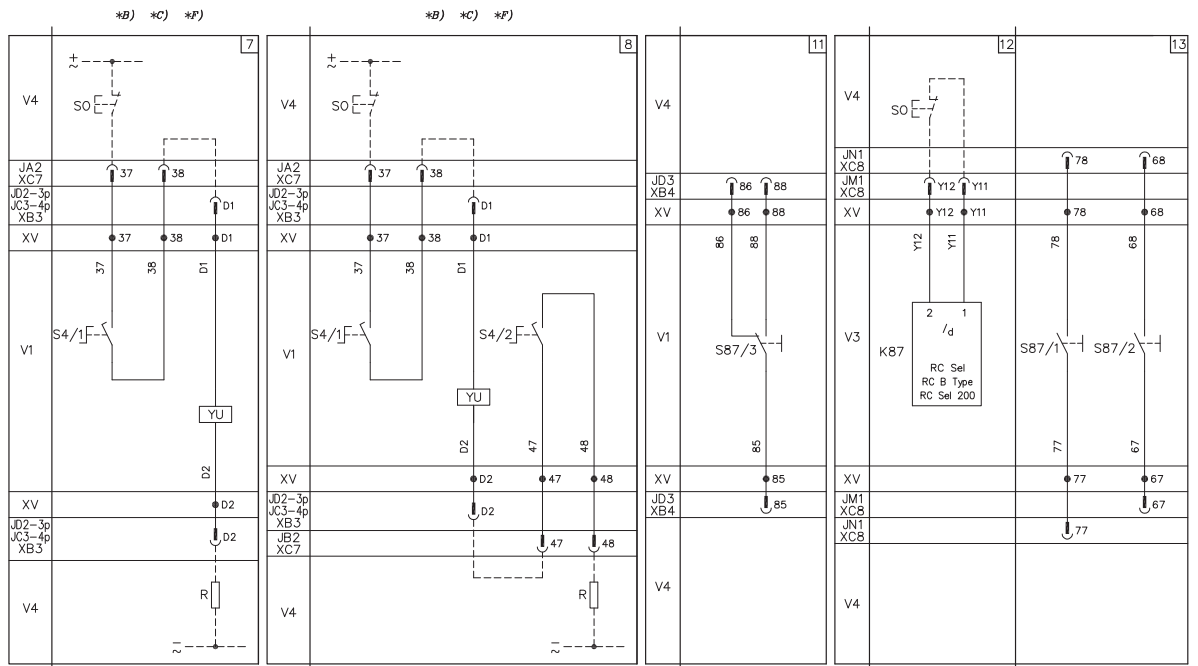 *B) *C) *F)
*B) *C) *F)
7
± ~
V4
S0
JA2
XC7
37
38
JD2-3p
JC3-4p
XB3
D1
XV
37
38
D1
37
38
D1
V1
S4/1
YU
D2
XV
D2
JD2-3p
JC3-4p
XB3
D2
V4
R
8
± ~
V4
S0
JA2
XC7
37
38
JD2-3p
JC3-4p
XB3
D1
XV
37
38
D1
37
38
D1
V1
S4/1
S4/2
YU
D2
47
48
XV
D2
47
48
JD2-3p
JC3-4p
XB3
D2
JB2
XC7
47
48
V4
R
11
V4
JD3
XB4
86
88
XV
86
88
86
88
V1
S87/3
85
XV
85
JD3
XB4
85
V4
12
V4
S0
JN1
XC8
JM1
XC8
Y12
Y11
XV
Y12
Y11
Y12
Y11
V3
K87
2 1
/d
RC Sel
RC B Type
RC Sel 200
XV
JM1
XC8
JN1
XC8
V4
13
78
68
78
68
78
68
S87/1
S87/2
77
67
77
67
67
77